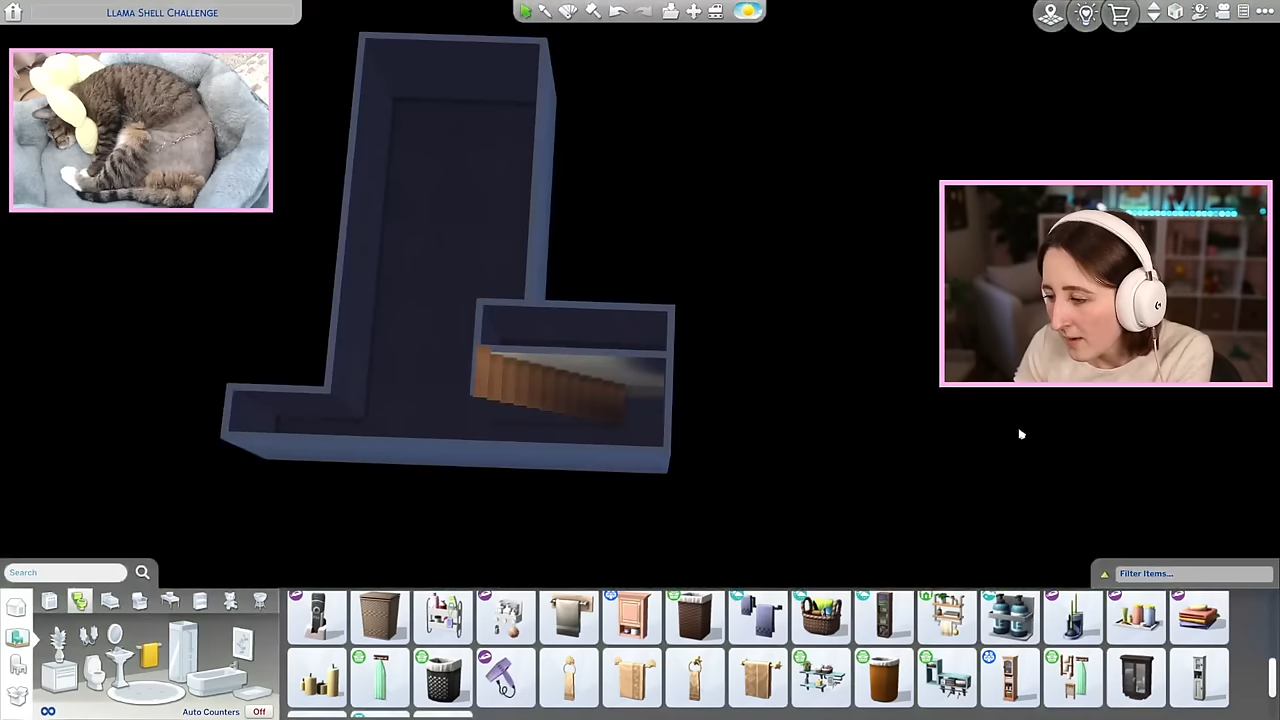 LLAMA SHELL CHALLENGE
Search
Filter Items...
Auto Counters
Off